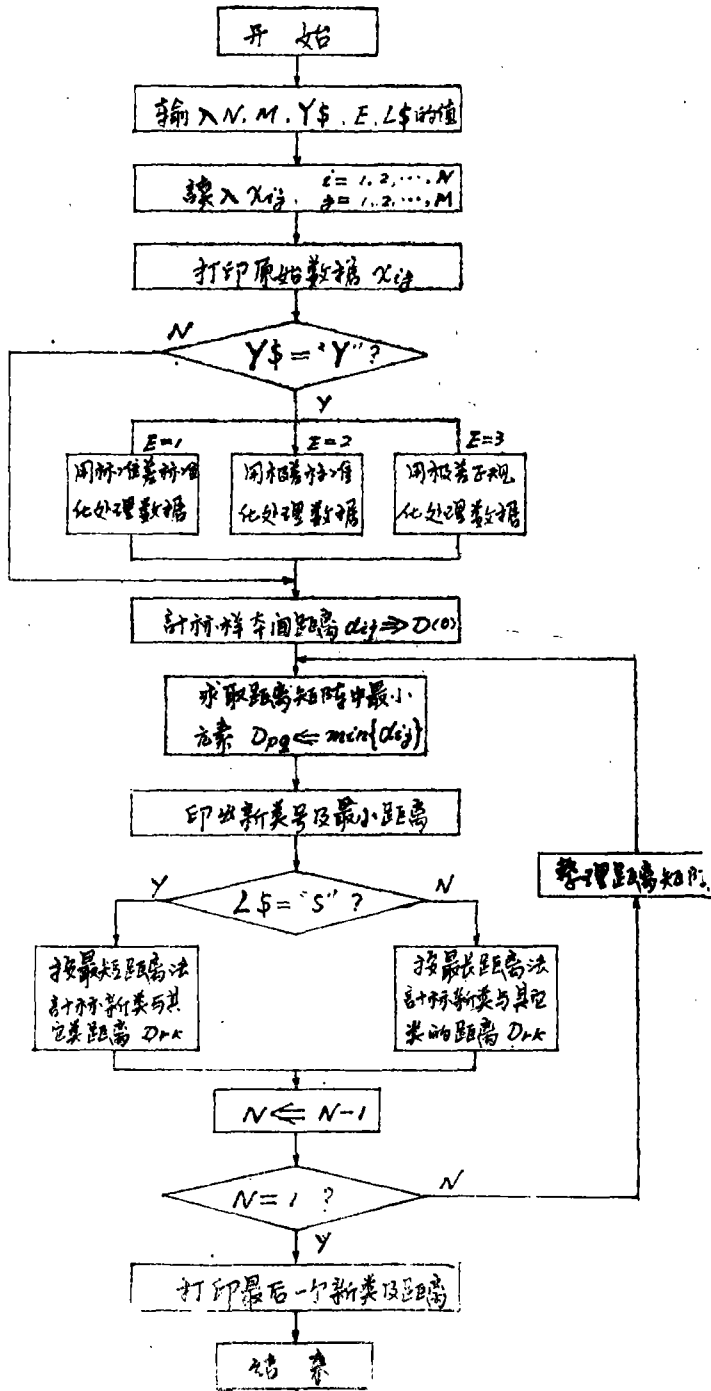 开 始
输入 N. M. Y$. E. L$的值
读入 xij. i = 1, 2, …, N
j = 1, 2, …, M
打印原始数据 xij
N
Y$ = "Y"?
Y
E=1
E=2
E=3
用标准差标准
化处理数据
用极差标准
化处理数据
用极差正规
化处理数据
計标样本间距离 dij ⇒ D(0)
求取距离矩阵中最小
元素 Dpq ⇐ min{dij}
印出新类号及最小距离
整理距离矩阵
Y
L$ = "S" ?
N
按最短距离法
計标新类与其
它类距离 Drk
按最长距离法
計标新类与其它
类的距离 Drk
N ⇐ N-1
N = 1 ?
N
Y
打印最后一个新类及距离
结 束